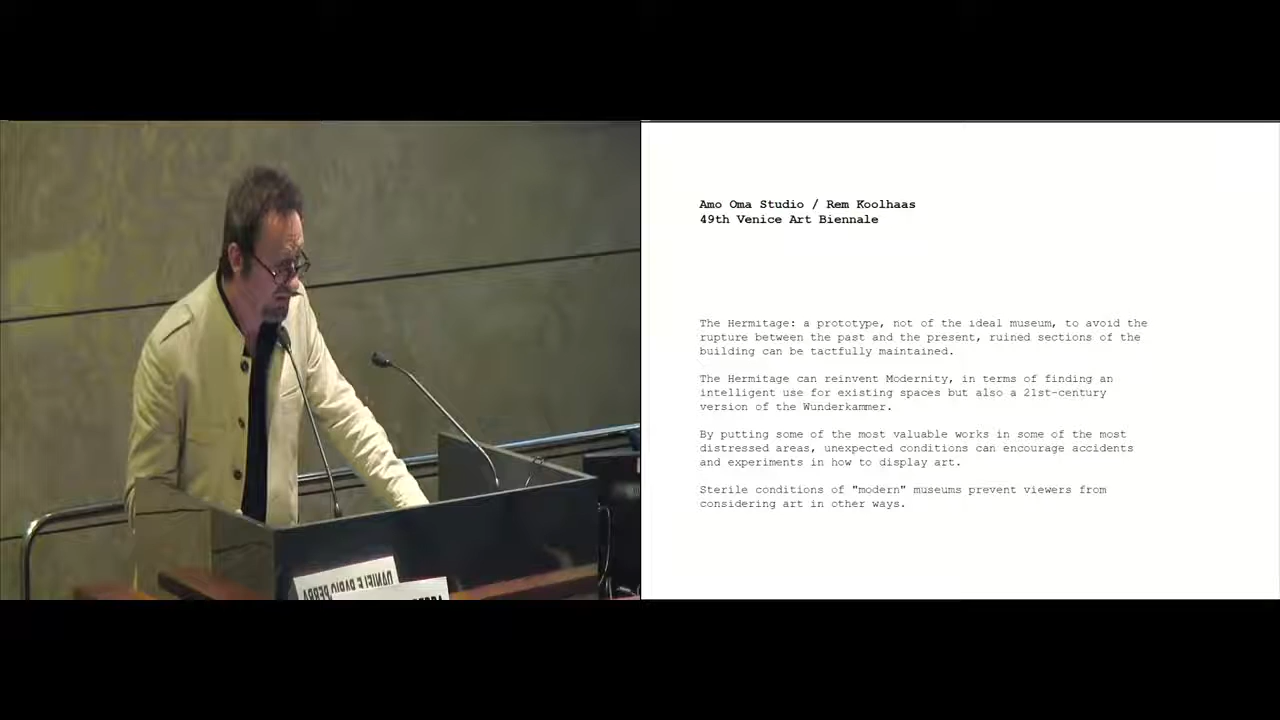 Amo Oma Studio / Rem Koolhaas
49th Venice Art Biennale
The Hermitage: a prototype, not of the ideal museum, to avoid the
rupture between the past and the present, ruined sections of the
building can be tactfully maintained.
The Hermitage can reinvent Modernity, in terms of finding an
intelligent use for existing spaces but also a 21st-century
version of the Wunderkammer.
By putting some of the most valuable works in some of the most
distressed areas, unexpected conditions can encourage accidents
and experiments in how to display art.
Sterile conditions of "modern" museums prevent viewers from
considering art in other ways.